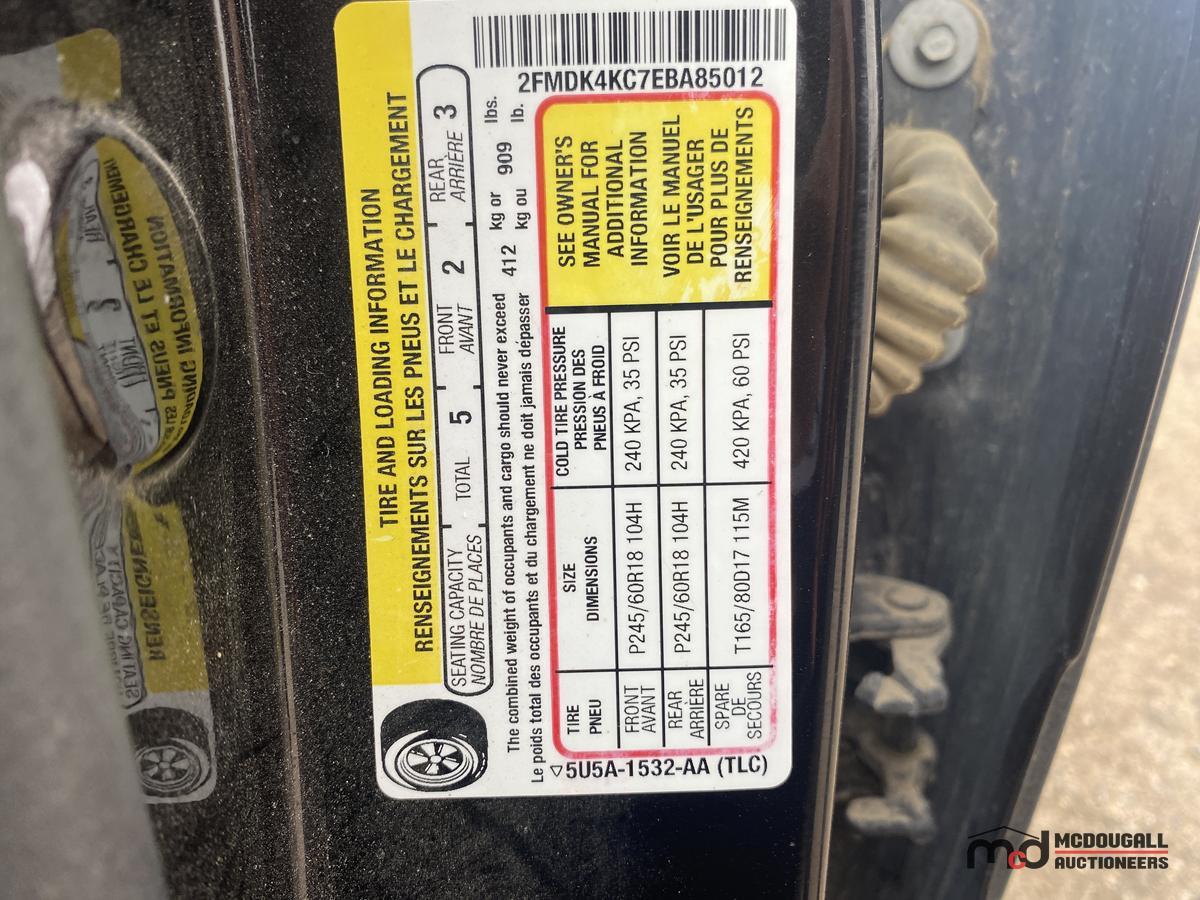 2FMDK4KC7EBA85012
TIRE AND LOADING INFORMATION
RENSEIGNEMENTS SUR LES PNEUS ET LE CHARGEMENT
SEATING CAPACITY
NOMBRE DE PLACES
TOTAL 5
FRONT
AVANT 2
REAR
ARRIÈRE 3
The combined weight of occupants and cargo should never exceed 412 kg or 909 lbs.
Le poids total des occupants et du chargement ne doit jamais dépasser kg ou lb.
TIRE
PNEU
SIZE
DIMENSIONS
COLD TIRE PRESSURE
PRESSION DES
PNEUS À FROID
FRONT
AVANT
P245/60R18 104H
240 KPA, 35 PSI
REAR
ARRIÈRE
P245/60R18 104H
240 KPA, 35 PSI
SPARE
DE
SECOURS
T165/80D17 115M
420 KPA, 60 PSI
SEE OWNER'S
MANUAL FOR
ADDITIONAL
INFORMATION
VOIR LE MANUEL
DE L'USAGER
POUR PLUS DE
RENSEIGNEMENTS
5U5A-1532-AA (TLC)
mcd
MCDOUGALL
AUCTIONEERS